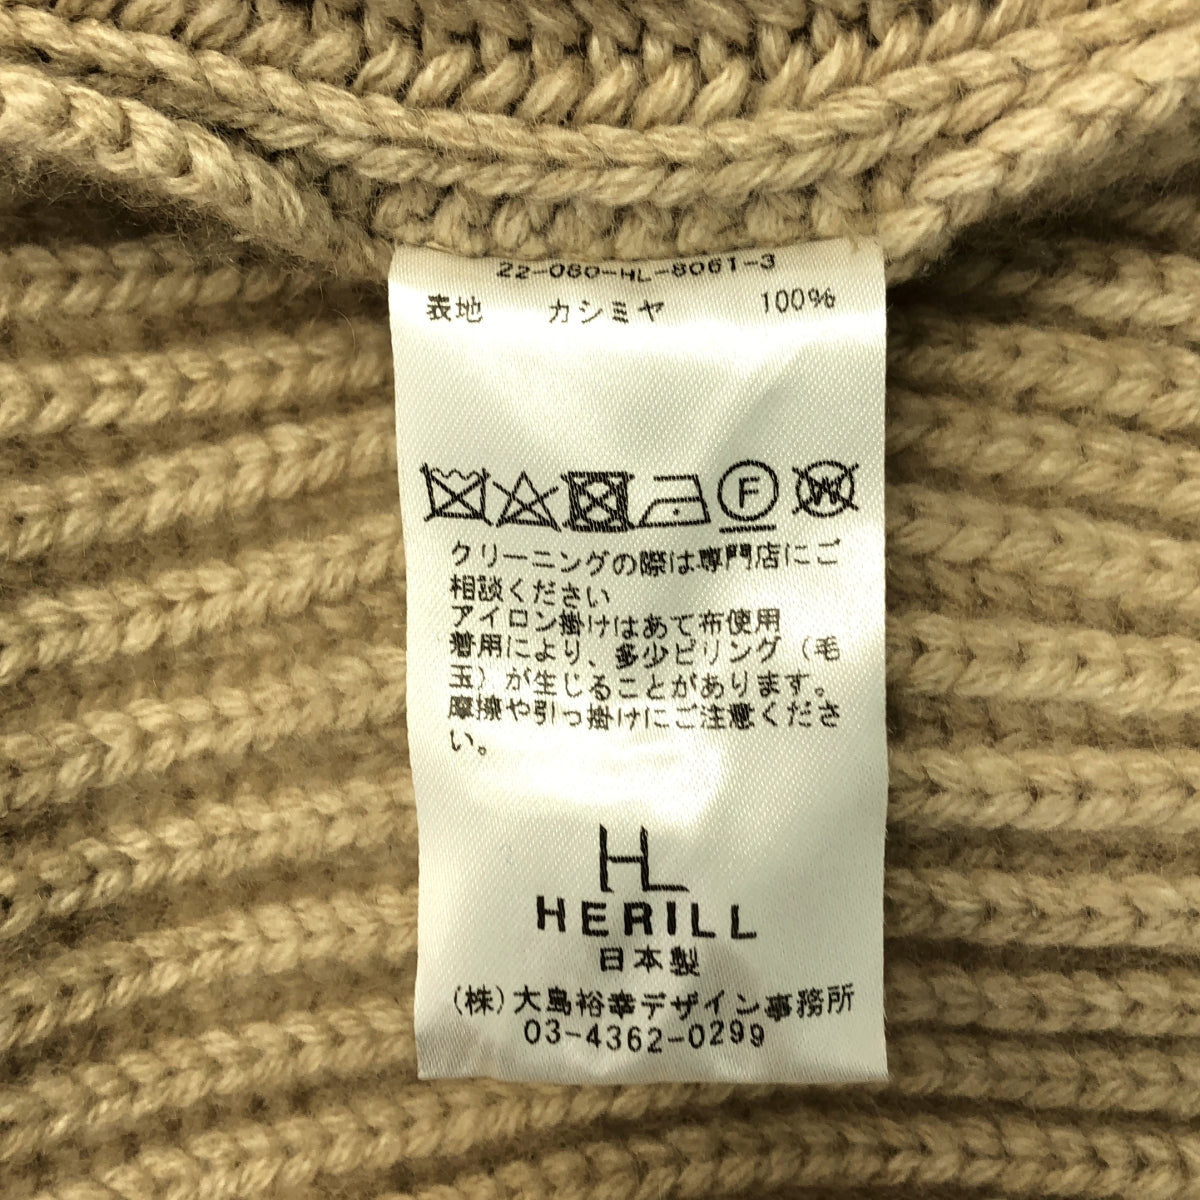 22-080-HL-8061-3
表地 カシミヤ 100%
F W
クリーニングの際は専門店にご
相談ください
アイロン掛けはあて布使用
着用により、多少ピリング（毛
玉）が生じることがあります。
摩擦や引っ掛けにご注意くださ
い。
HL
HERILL
日本製
(株)大島裕幸デザイン事務所
03-4362-0299